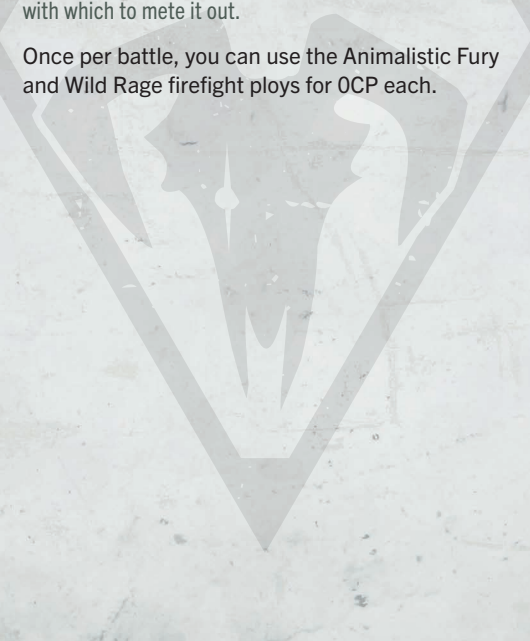 with which to mete it out.
Once per battle, you can use the Animalistic Fury
and Wild Rage firefight ploys for 0CP each.